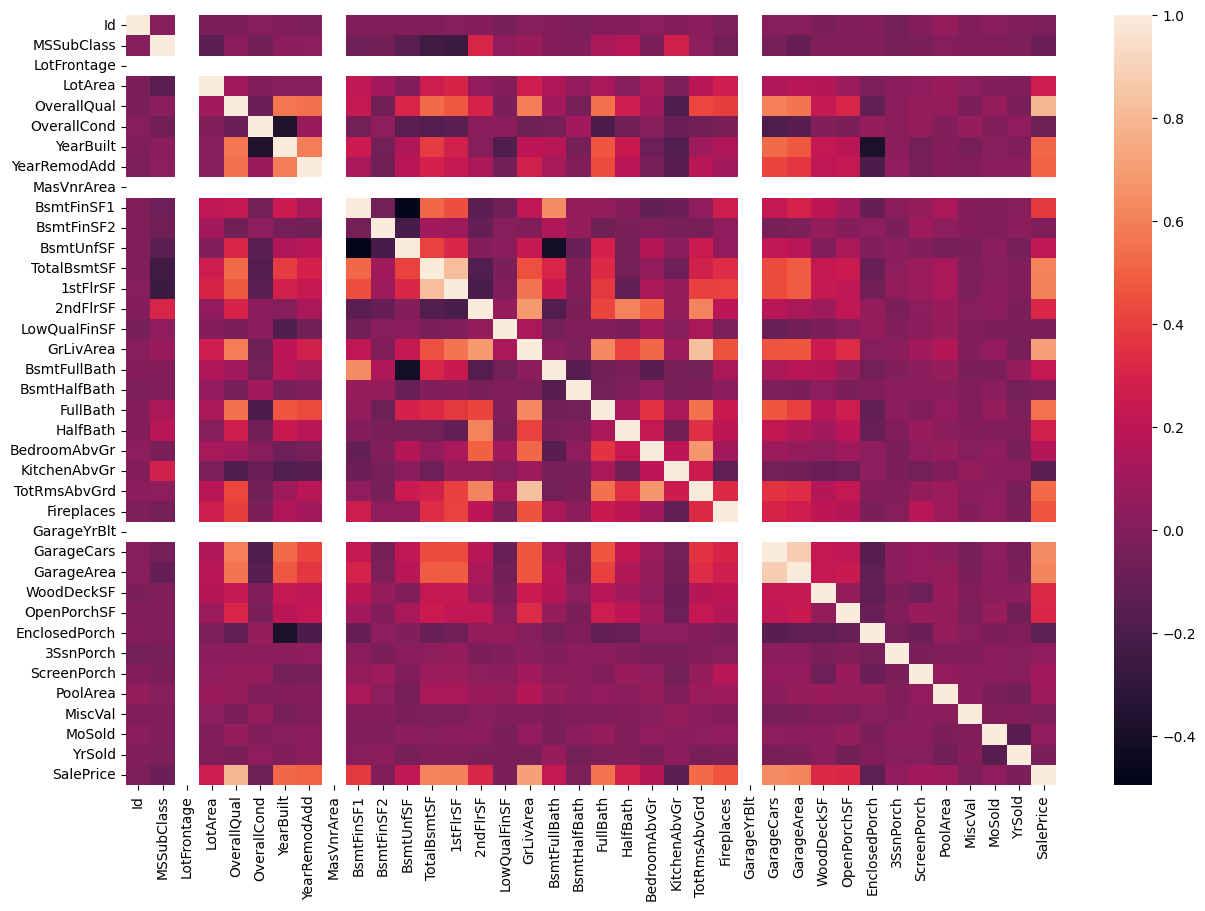 Id
MSSubClass
LotFrontage
LotArea
OverallQual
OverallCond
YearBuilt
YearRemodAdd
MasVnrArea
BsmtFinSF1
BsmtFinSF2
BsmtUnfSF
TotalBsmtSF
1stFlrSF
2ndFlrSF
LowQualFinSF
GrLivArea
BsmtFullBath
BsmtHalfBath
FullBath
HalfBath
BedroomAbvGr
KitchenAbvGr
TotRmsAbvGrd
Fireplaces
GarageYrBlt
GarageCars
GarageArea
WoodDeckSF
OpenPorchSF
EnclosedPorch
3SsnPorch
ScreenPorch
PoolArea
MiscVal
MoSold
YrSold
SalePrice
Id
MSSubClass
LotFrontage
LotArea
OverallQual
OverallCond
YearBuilt
YearRemodAdd
MasVnrArea
BsmtFinSF1
BsmtFinSF2
BsmtUnfSF
TotalBsmtSF
1stFlrSF
2ndFlrSF
LowQualFinSF
GrLivArea
BsmtFullBath
BsmtHalfBath
FullBath
HalfBath
BedroomAbvGr
KitchenAbvGr
TotRmsAbvGrd
Fireplaces
GarageYrBlt
GarageCars
GarageArea
WoodDeckSF
OpenPorchSF
EnclosedPorch
3SsnPorch
ScreenPorch
PoolArea
MiscVal
MoSold
YrSold
SalePrice
1.0
0.8
0.6
0.4
0.2
0.0
−0.2
−0.4